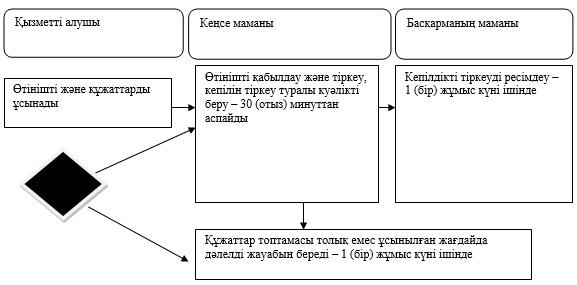 Қызметті алушы
Кеңсе маманы
Басқарманың маманы
Өтінішті және құжаттарды
ұсынады
Өтінішті қабылдау және тіркеу,
кепілін тіркеу туралы куәлікті
беру – 30 (отыз) минуттан
аспайды
Кепілдікті тіркеуді ресімдеу –
1 (бір) жұмыс күні ішінде
Құжаттар топтамасы толық емес ұсынылған жағдайда
дәлелді жауабын береді – 1 (бір) жұмыс күні ішінде